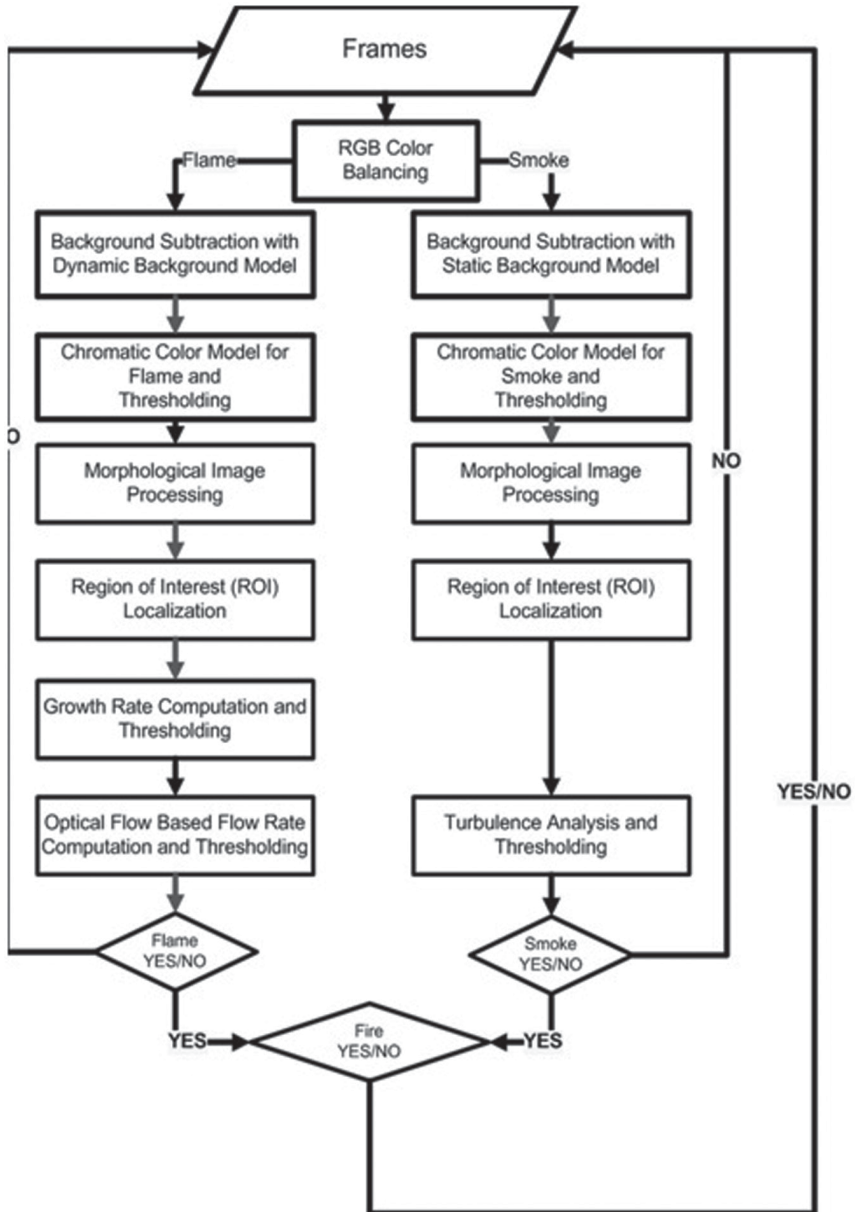 Frames
RGB Color
Balancing
Flame
Smoke
Background Subtraction with
Dynamic Background Model
Background Subtraction with
Static Background Model
Chromatic Color Model for
Flame and
Thresholding
Chromatic Color Model for
Smoke and
Thresholding
O
Morphological Image
Processing
Morphological Image
Processing
NO
Region of Interest (ROI)
Localization
Region of Interest (ROI)
Localization
Growth Rate Computation and
Thresholding
YES/NO
Optical Flow Based Flow Rate
Computation and Thresholding
Turbulence Analysis and
Thresholding
Flame
YES/NO
Smoke
YES/NO
YES
Fire
YES/NO
YES